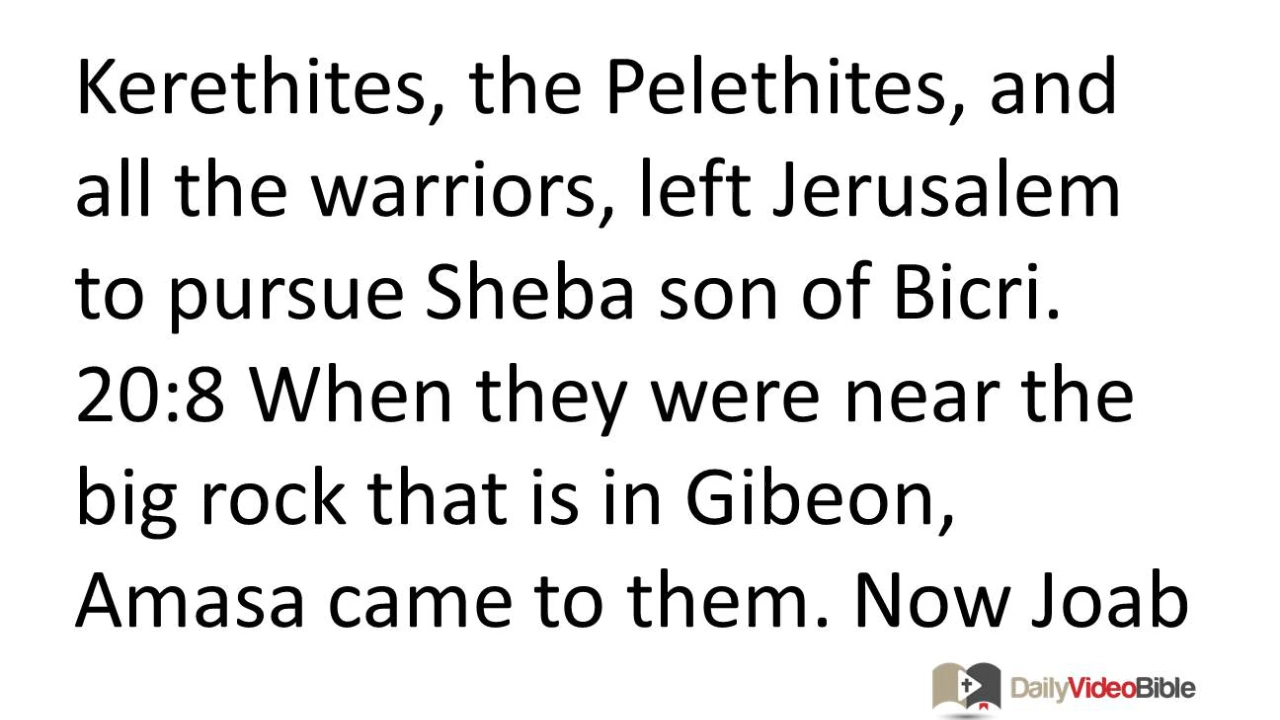 Kerethites, the Pelethites, and
all the warriors, left Jerusalem
to pursue Sheba son of Bicri.
20:8 When they were near the
big rock that is in Gibeon,
Amasa came to them. Now Joab
DailyVideoBible